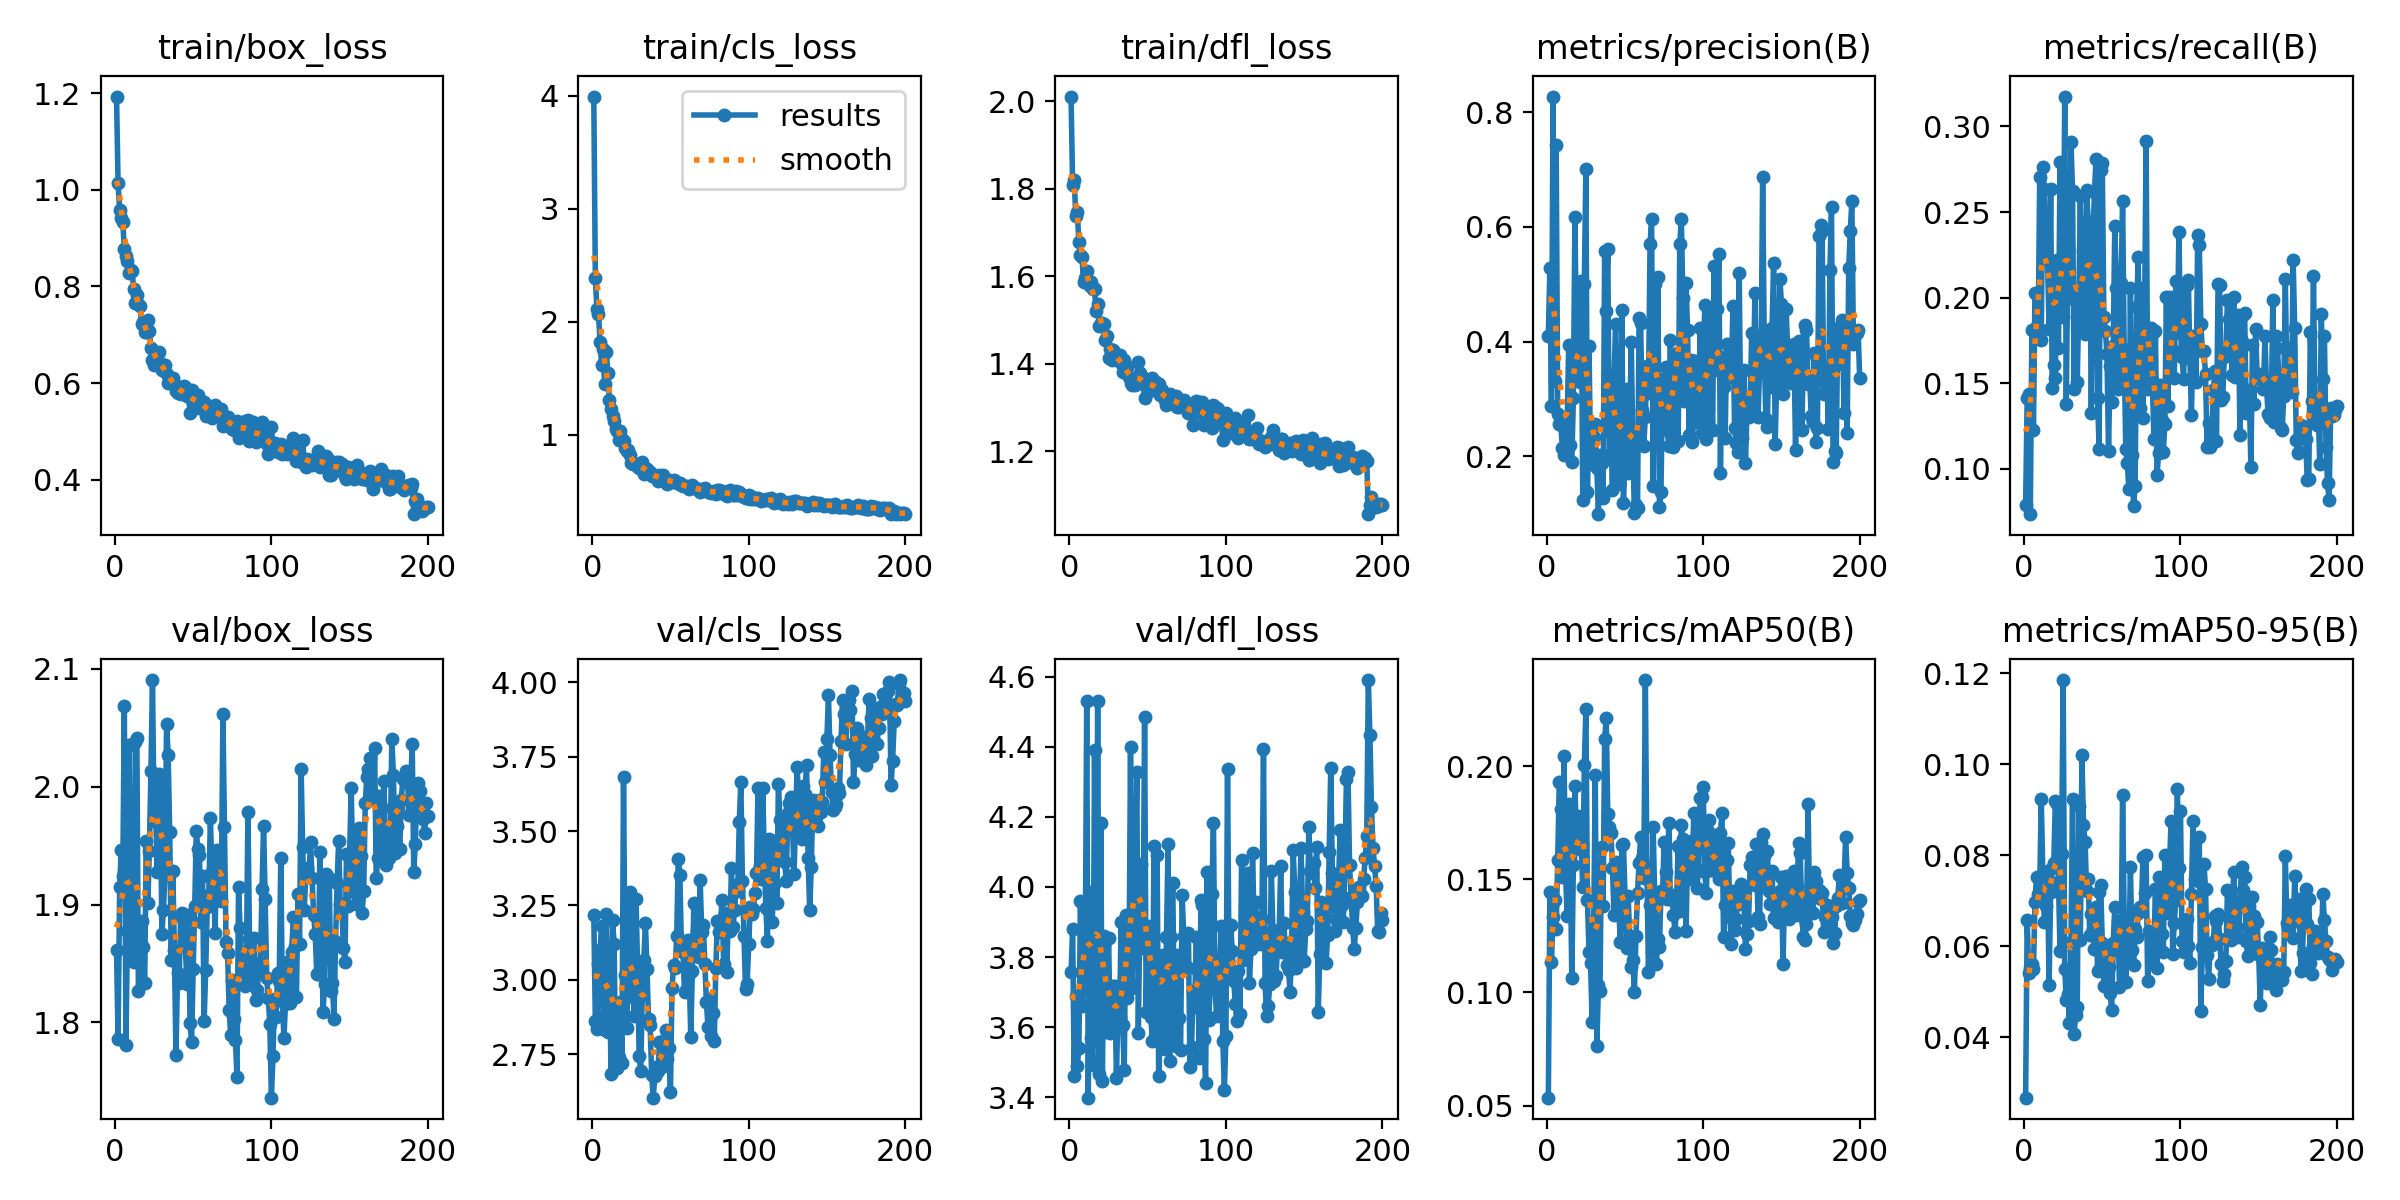 train/box_loss
1.2
1.0
0.8
0.6
0.4
0 100 200
train/cls_loss
4
3
2
1
results
smooth
0 100 200
train/dfl_loss
2.0
1.8
1.6
1.4
1.2
0 100 200
metrics/precision(B)
0.8
0.6
0.4
0.2
0 100 200
metrics/recall(B)
0.30
0.25
0.20
0.15
0.10
0 100 200
val/box_loss
2.1
2.0
1.9
1.8
0 100 200
val/cls_loss
4.00
3.75
3.50
3.25
3.00
2.75
0 100 200
val/dfl_loss
4.6
4.4
4.2
4.0
3.8
3.6
3.4
0 100 200
metrics/mAP50(B)
0.20
0.15
0.10
0.05
0 100 200
metrics/mAP50-95(B)
0.12
0.10
0.08
0.06
0.04
0 100 200